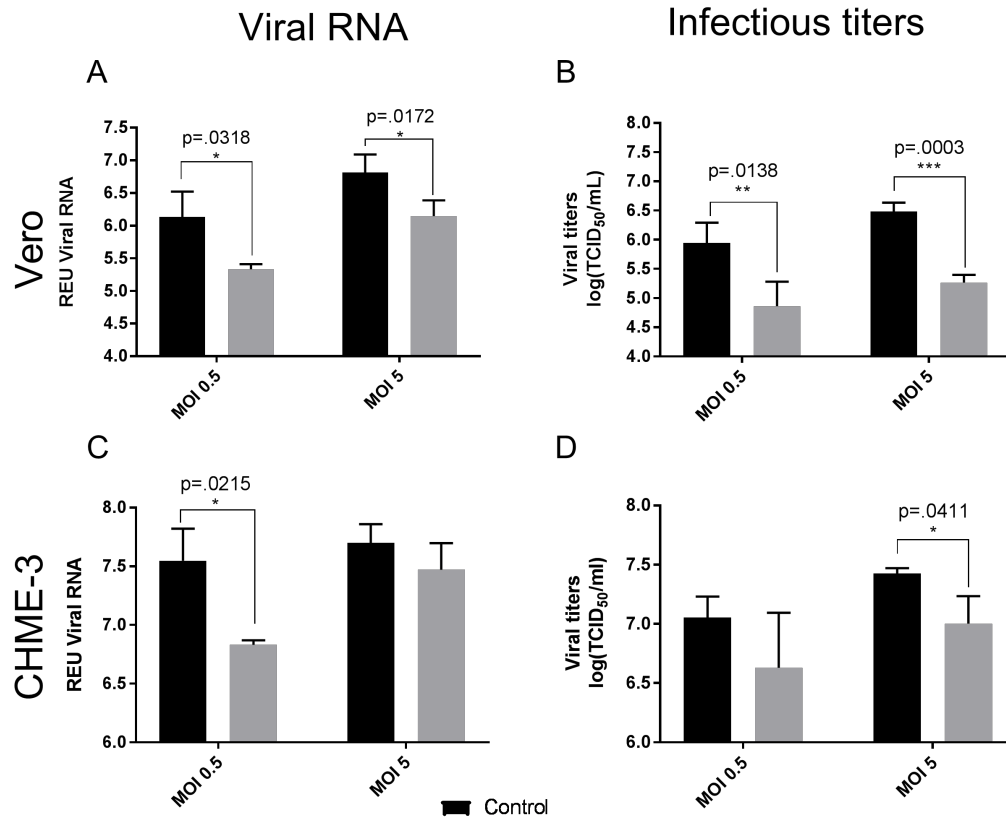 Viral RNA
Infectious titers
A
Vero
REU Viral RNA
7.5
7.0
6.5
6.0
5.5
5.0
4.5
4.0
p=.0318
*
p=.0172
*
MOI 0.5
MOI 5
B
Viral titers
log(TCID50/mL)
8.0
7.5
7.0
6.5
6.0
5.5
5.0
4.5
4.0
p=.0138
**
p=.0003
***
MOI 0.5
MOI 5
C
CHME-3
REU Viral RNA
8.0
7.5
7.0
6.5
6.0
p=.0215
*
MOI 0.5
MOI 5
D
Viral titers
log(TCID50/ml)
8.0
7.5
7.0
6.5
6.0
p=.0411
*
MOI 0.5
MOI 5
Control